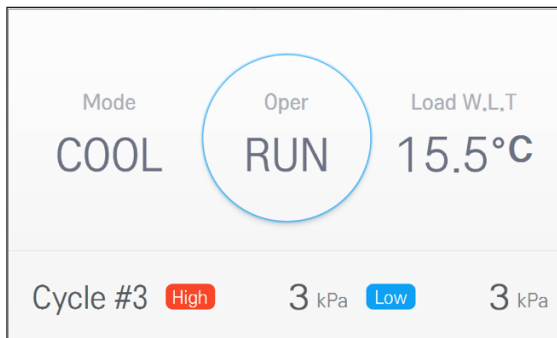 Mode Oper Load W.L.T
COOL RUN 15.5°C
Cycle #3 High 3 kPa Low 3 kPa